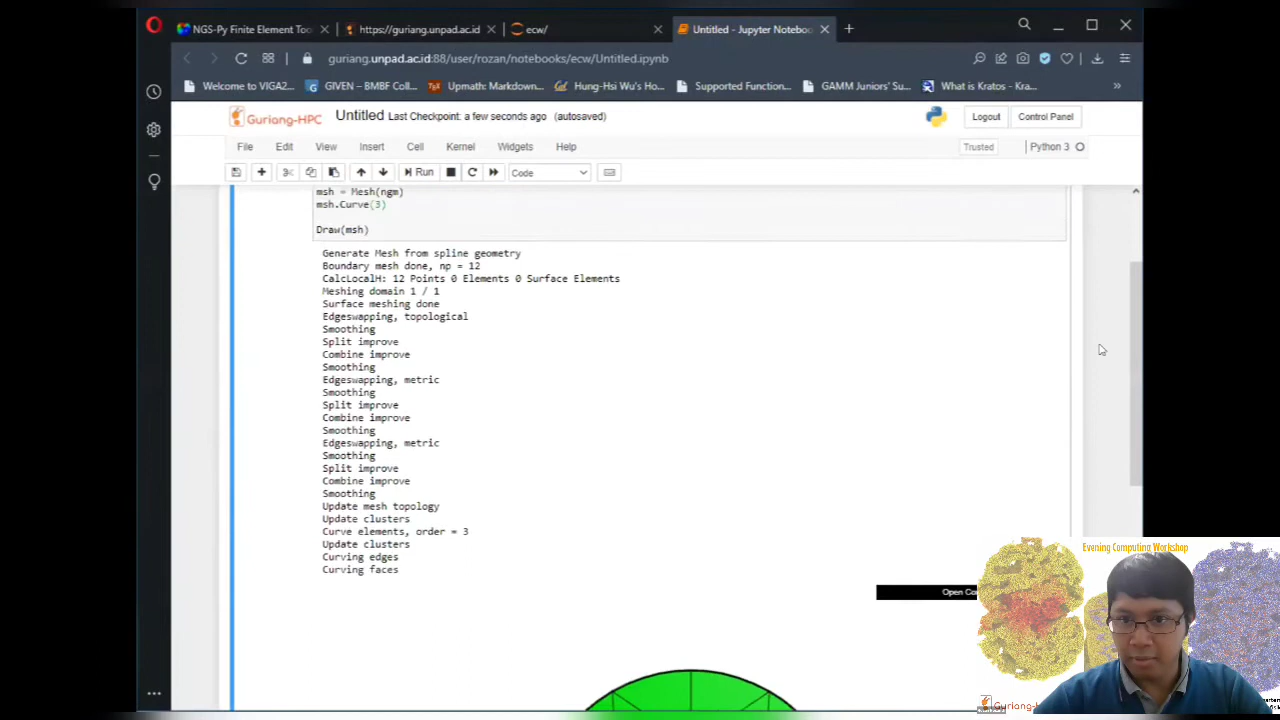 NGS-Py Finite Element Too
https://guriang.unpad.ac.id
ecw/
Untitled - Jupyter Notebo
guriang.unpad.ac.id:88/user/rozan/notebooks/ecw/Untitled.ipynb
Welcome to VIGA2...
GIVEN – BMBF Coll...
Upmath: Markdown...
Hung-Hsi Wu's Ho...
Supported Function...
GAMM Juniors' Su...
What is Kratos - Kra...
Guriang-HPC
Untitled Last Checkpoint: a few seconds ago (autosaved)
Logout
Control Panel
File
Edit
View
Insert
Cell
Kernel
Widgets
Help
Trusted
Python 3
Run
Code
msh = Mesh(ngm)
msh.Curve(3)
Draw(msh)
Generate Mesh from spline geometry
Boundary mesh done, np = 12
CalcLocalH: 12 Points 0 Elements 0 Surface Elements
Meshing domain 1 / 1
Surface meshing done
Edgeswapping, topological
Smoothing
Split improve
Combine improve
Smoothing
Edgeswapping, metric
Smoothing
Split improve
Combine improve
Smoothing
Edgeswapping, metric
Smoothing
Split improve
Combine improve
Smoothing
Update mesh topology
Update clusters
Curve elements, order = 3
Update clusters
Curving edges
Curving faces
Open Co
Evening Computing Workshop
Guriang-H